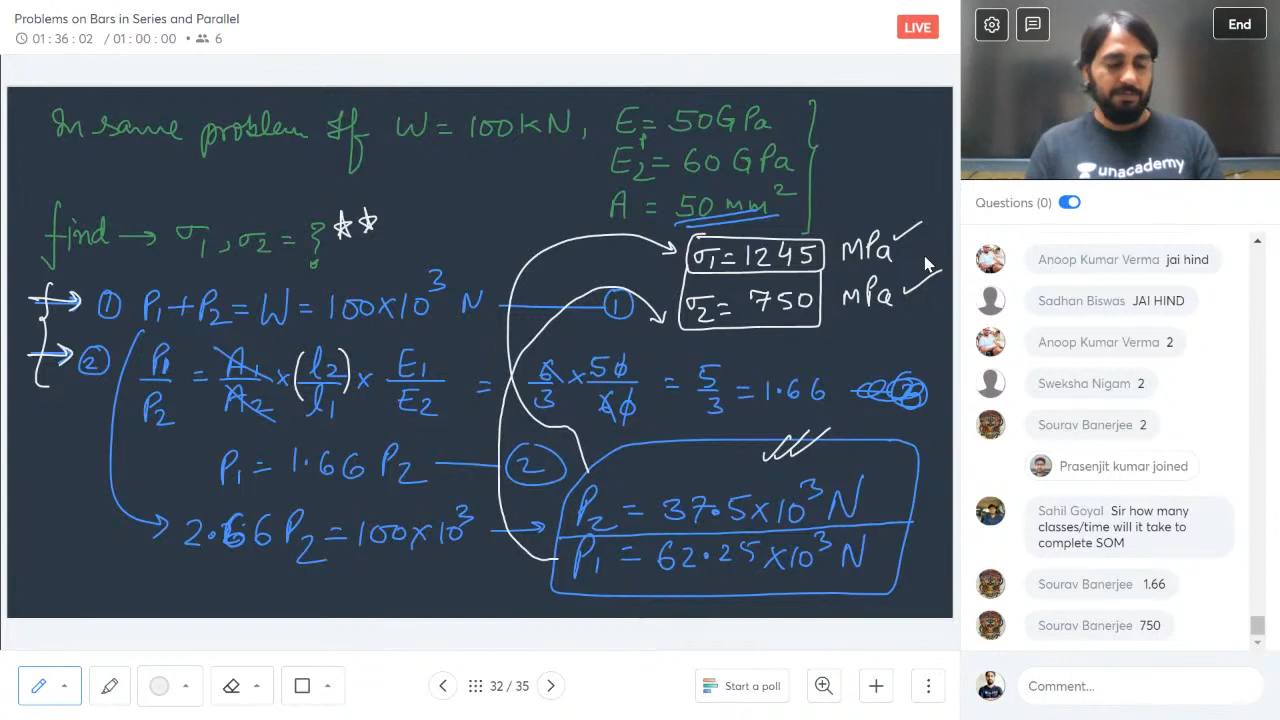 Problems on Bars in Series and Parallel
01:36:02 / 01:00:00 • 6
LIVE
End
In same problem If W = 100KN, E1 = 50GPa
E2 = 60 GPa
A = 50 mm²
find → σ1, σ2 = ?
σ1 = 1245 MPa
σ2 = 750 MPa
① P1 + P2 = W = 100×10³ N — ①
② P1/P2 = A1/A2 × (l2/l1) × E1/E2 = 6/3 × 50/60 = 5/3 = 1.66
P1 = 1.66 P2 — ②
2.66 P2 = 100×10³ → P2 = 37.5×10³ N
P1 = 62.25×10³ N
unacademy
Questions (0)
Anoop Kumar Verma jai hind
Sadhan Biswas JAI HIND
Anoop Kumar Verma 2
Sweksha Nigam 2
Sourav Banerjee 2
Prasenjit kumar joined
Sahil Goyal Sir how many
classes/time will it take to
complete SOM
Sourav Banerjee 1.66
Sourav Banerjee 750
32 / 35
Start a poll
Comment...